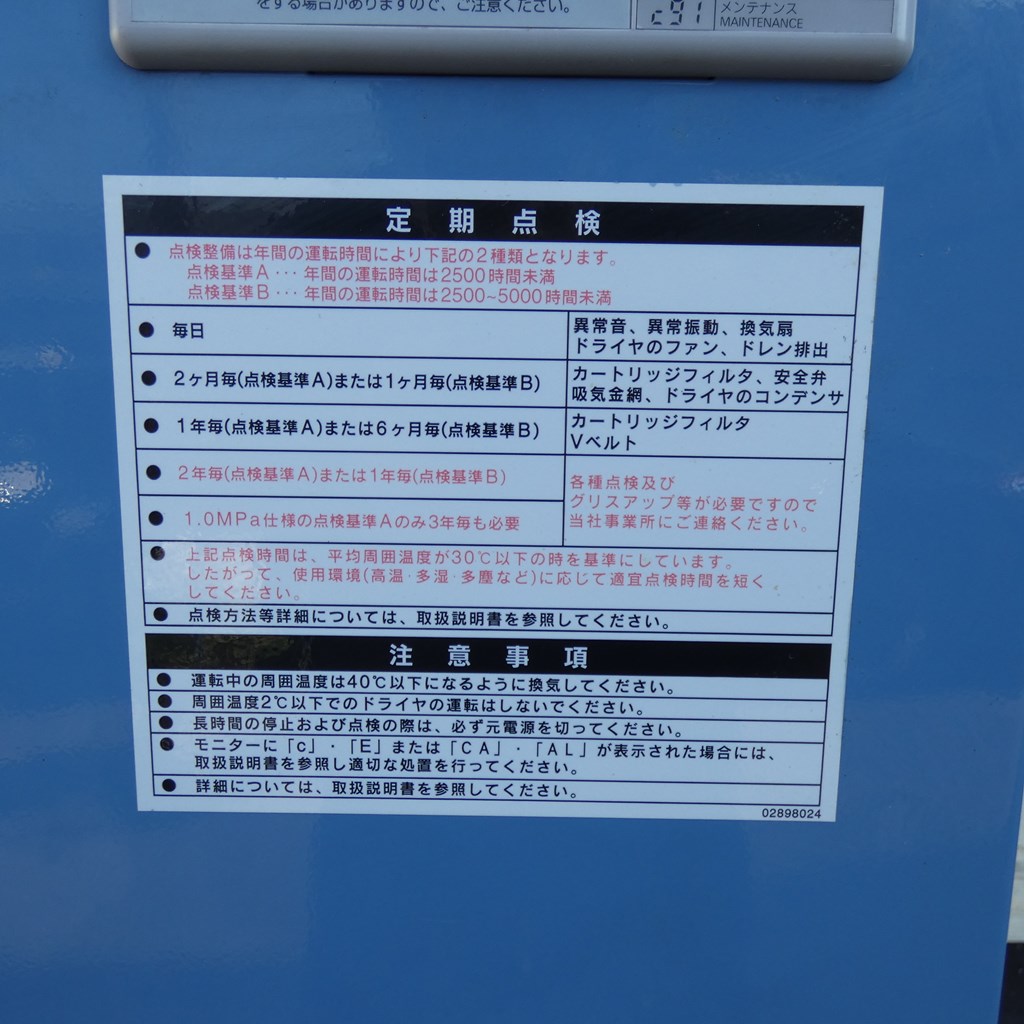 をする場合がありますので、ご注意ください。
c91
メンテナンス
MAINTENANCE
定期点検
● 点検整備は年間の運転時間により下記の2種類となります。
点検基準A・・・年間の運転時間は2500時間未満
点検基準B・・・年間の運転時間は2500~5000時間未満
● 毎日
異常音、異常振動、換気扇
ドライヤのファン、ドレン排出
● 2ヶ月毎(点検基準A)または1ヶ月毎(点検基準B)
カートリッジフィルタ、安全弁
吸気金網、ドライヤのコンデンサ
● 1年毎(点検基準A)または6ヶ月毎(点検基準B)
カートリッジフィルタ
Vベルト
● 2年毎(点検基準A)または1年毎(点検基準B)
● 1.0MPa仕様の点検基準Aのみ3年毎も必要
各種点検及び
グリスアップ等が必要ですので
当社事業所にご連絡ください。
● 上記点検時間は、平均周囲温度が30℃以下の時を基準にしています。
したがって、使用環境(高温·多湿·多塵など)に応じて適宜点検時間を短く
してください。
● 点検方法等詳細については、取扱説明書を参照してください。
注意事項
● 運転中の周囲温度は40℃以下になるように換気してください。
● 周囲温度2℃以下でのドライヤの運転はしないでください。
● 長時間の停止および点検の際は、必ず元電源を切ってください。
● モニターに「c」・「E」または「CA」・「AL」が表示された場合には、
取扱説明書を参照し適切な処置を行ってください。
● 詳細については、取扱説明書を参照してください。
02898024